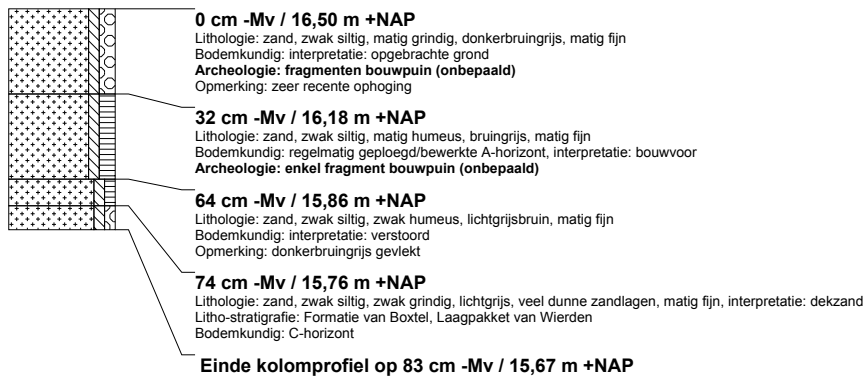 0 cm -Mv / 16,50 m +NAP
Lithologie: zand, zwak siltig, matig grindig, donkerbruingrijs, matig fijn
Bodemkundig: interpretatie: opgebrachte grond
Archeologie: fragmenten bouwpuin (onbepaald)
Opmerking: zeer recente ophoging
32 cm -Mv / 16,18 m +NAP
Lithologie: zand, zwak siltig, matig humeus, bruingrijs, matig fijn
Bodemkundig: regelmatig geploegd/bewerkte A-horizont, interpretatie: bouwvoor
Archeologie: enkel fragment bouwpuin (onbepaald)
64 cm -Mv / 15,86 m +NAP
Lithologie: zand, zwak siltig, zwak humeus, lichtgrijsbruin, matig fijn
Bodemkundig: interpretatie: verstoord
Opmerking: donkerbruingrijs gevlekt
74 cm -Mv / 15,76 m +NAP
Lithologie: zand, zwak siltig, zwak grindig, lichtgrijs, veel dunne zandlagen, matig fijn, interpretatie: dekzand
Litho-stratigrafie: Formatie van Boxtel, Laagpakket van Wierden
Bodemkundig: C-horizont
Einde kolomprofiel op 83 cm -Mv / 15,67 m +NAP